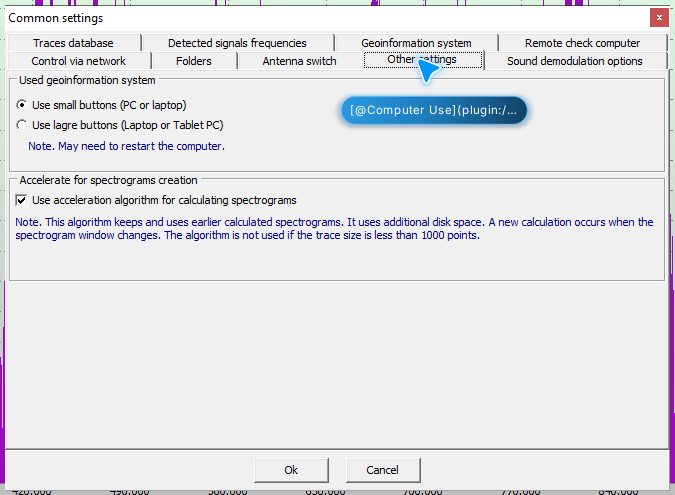 Common settings
x
Traces database
Detected signals frequencies
Geoinformation system
Remote check computer
Control via network
Folders
Antenna switch
Other settings
Sound demodulation options
Used geoinformation system
Use small buttons (PC or laptop)
[@Computer Use](plugin:/...
Use lagre buttons (Laptop or Tablet PC)
Note. May need to restart the computer.
Accelerate for spectrograms creation
Use acceleration algorithm for calculating spectrograms
Note. This algorithm keeps and uses earlier calculated spectrograms. It uses additional disk space. A new calculation occurs when the
spectrogram window changes. The algorithm is not used if the trace size is less than 1000 points.
Ok
Cancel